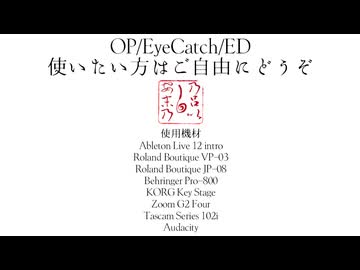 OP/EyeCatch/ED
使いたい方はご自由にどうぞ
使用機材
Ableton Live 12 intro
Roland Boutique VP-03
Roland Boutique JP-08
Behringer Pro-800
KORG Key Stage
Zoom G2 Four
Tascam Series 102i
Audacity